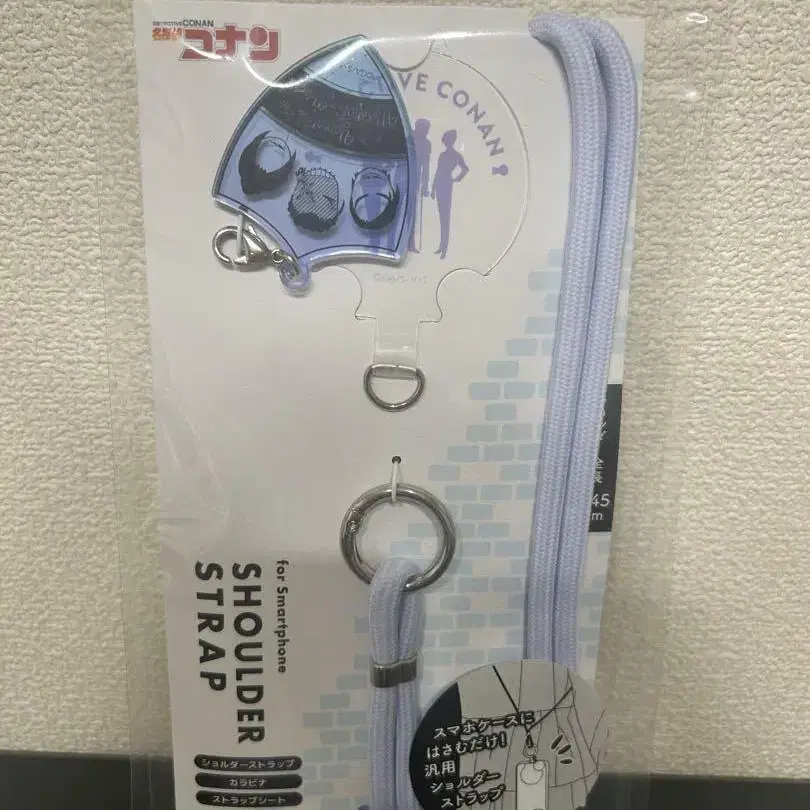 DETECTIVE CONAN
名探偵コナン
VE CONAN
for Smartphone
SHOULDER
STRAP
ショルダーストラップ
カラビナ
ストラップシート
45
m
スマホケースに
はさむだけ!
汎用
ショルダー
ストラップ